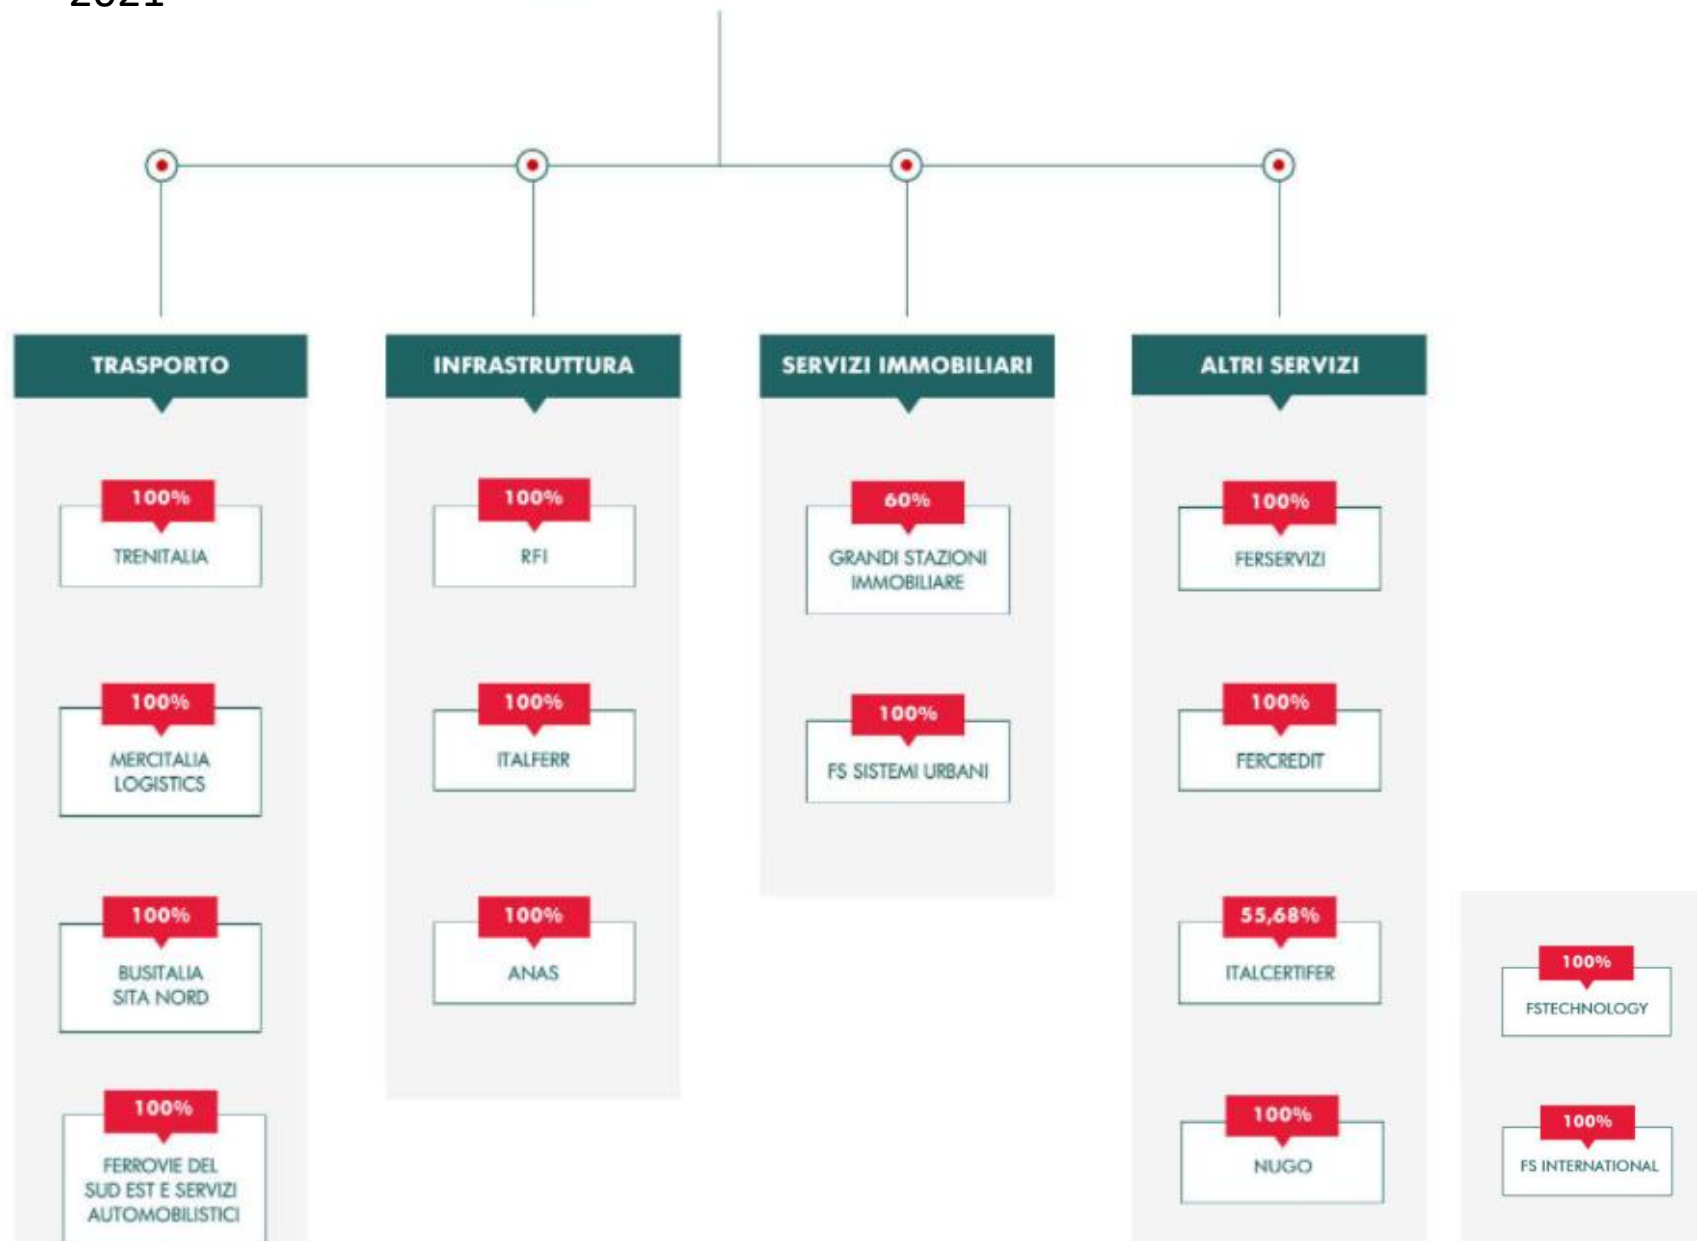 2021
TRASPORTO
100%
TRENITALIA
100%
MERCITALIA
LOGISTICS
100%
BUSITALIA
SITA NORD
100%
FERROVIE DEL
SUD EST E SERVIZI
AUTOMOBILISTICI
INFRASTRUTTURA
100%
RFI
100%
ITALFERR
100%
ANAS
SERVIZI IMMOBILIARI
60%
GRANDI STAZIONI
IMMOBILIARE
100%
FS SISTEMI URBANI
ALTRI SERVIZI
100%
FERSERVIZI
100%
FERCREDIT
55,68%
ITALCERTIFER
100%
NUGO
100%
FSTECHNOLOGY
100%
FS INTERNATIONAL